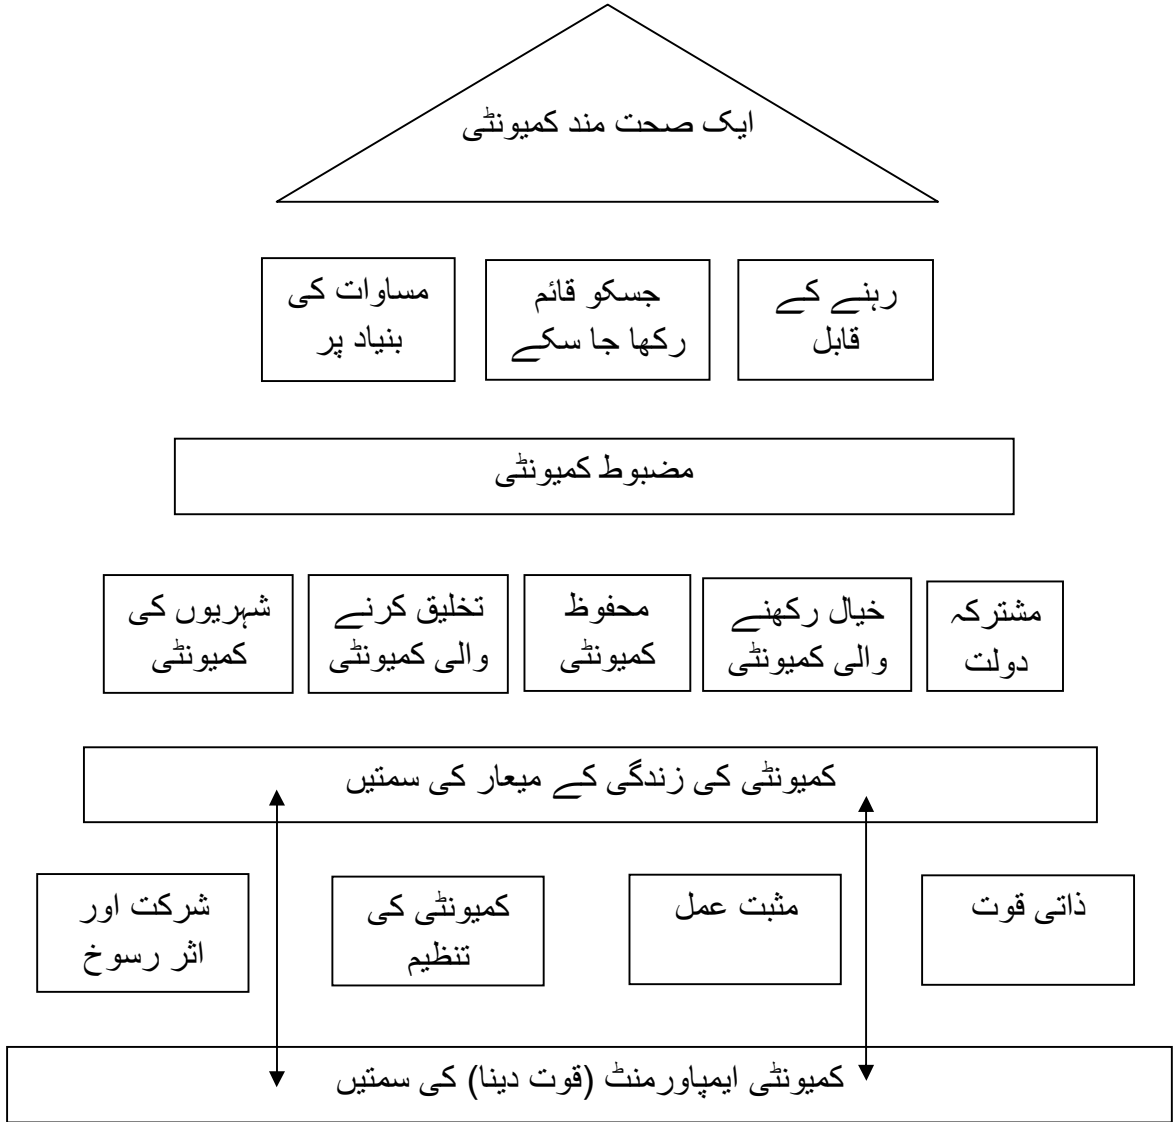 ایک صحت مند کمیونٹی
رہنے کے
قابل
جسکو قائم
رکھا جا سکے
مساوات کی
بنیاد پر
مضبوط کمیونٹی
مشترکہ
دولت
خیال رکھنے
والی کمیونٹی
محفوظ
کمیونٹی
تخلیق کرنے
والی کمیونٹی
شہریوں کی
کمیونٹی
کمیونٹی کی زندگی کے میعار کی سمتیں
ذاتی قوت
مثبت عمل
کمیونٹی کی
تنظیم
شرکت اور
اثر رسوخ
کمیونٹی ایمپاورمنٹ (قوت دینا) کی سمتیں